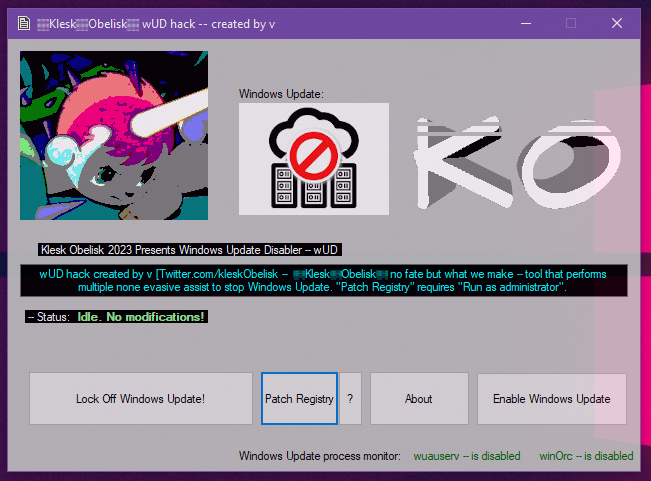 ▒Klesk▒Obelisk▒ wUD hack -- created by v
Windows Update:
KO
Klesk Obelisk 2023 Presents Windows Update Disabler -- wUD
wUD hack created by v [Twitter.com/kleskObelisk -- ▒Klesk▒Obelisk▒ no fate but what we make -- tool that performs
multiple none evasive assist to stop Windows Update. "Patch Registry" requires "Run as administrator".
-- Status: Idle. No modifications!
Lock Off Windows Update! Patch Registry ? About Enable Windows Update
Windows Update process monitor: wuauserv -- is disabled winOrc -- is disabled